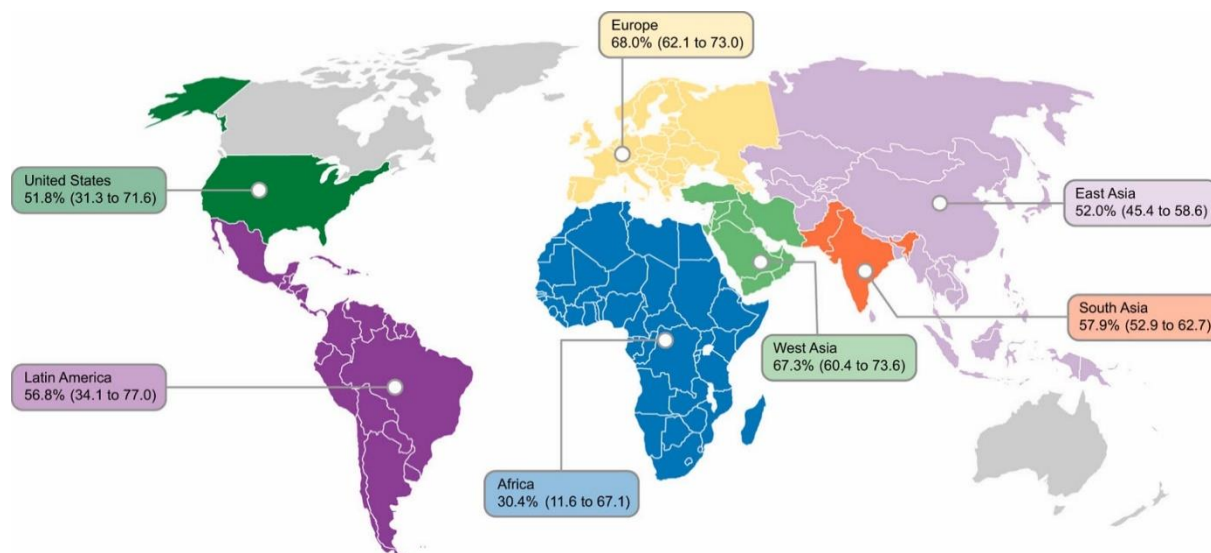 Europe
68.0% (62.1 to 73.0)
United States
51.8% (31.3 to 71.6)
East Asia
52.0% (45.4 to 58.6)
South Asia
57.9% (52.9 to 62.7)
West Asia
67.3% (60.4 to 73.6)
Latin America
56.8% (34.1 to 77.0)
Africa
30.4% (11.6 to 67.1)